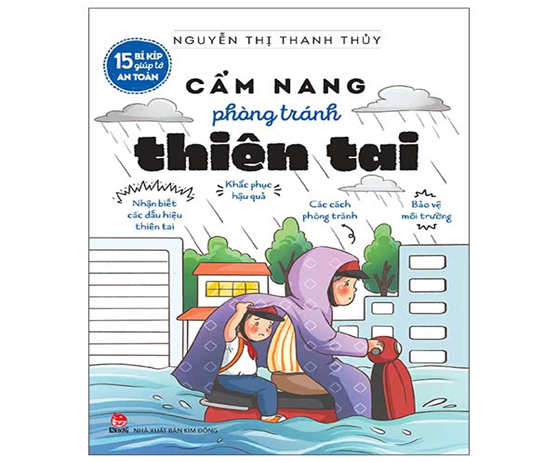 NGUYỄN THỊ THANH THỦY
15 BÍ KÍP
giúp tớ
AN TOÀN
CẨM NANG
phòng tránh
thiên tai
Nhận biết
các dấu hiệu
thiên tai
Khắc phục
hậu quả
Các cách
phòng tránh
Bảo vệ
môi trường
NHÀ XUẤT BẢN KIM ĐỒNG